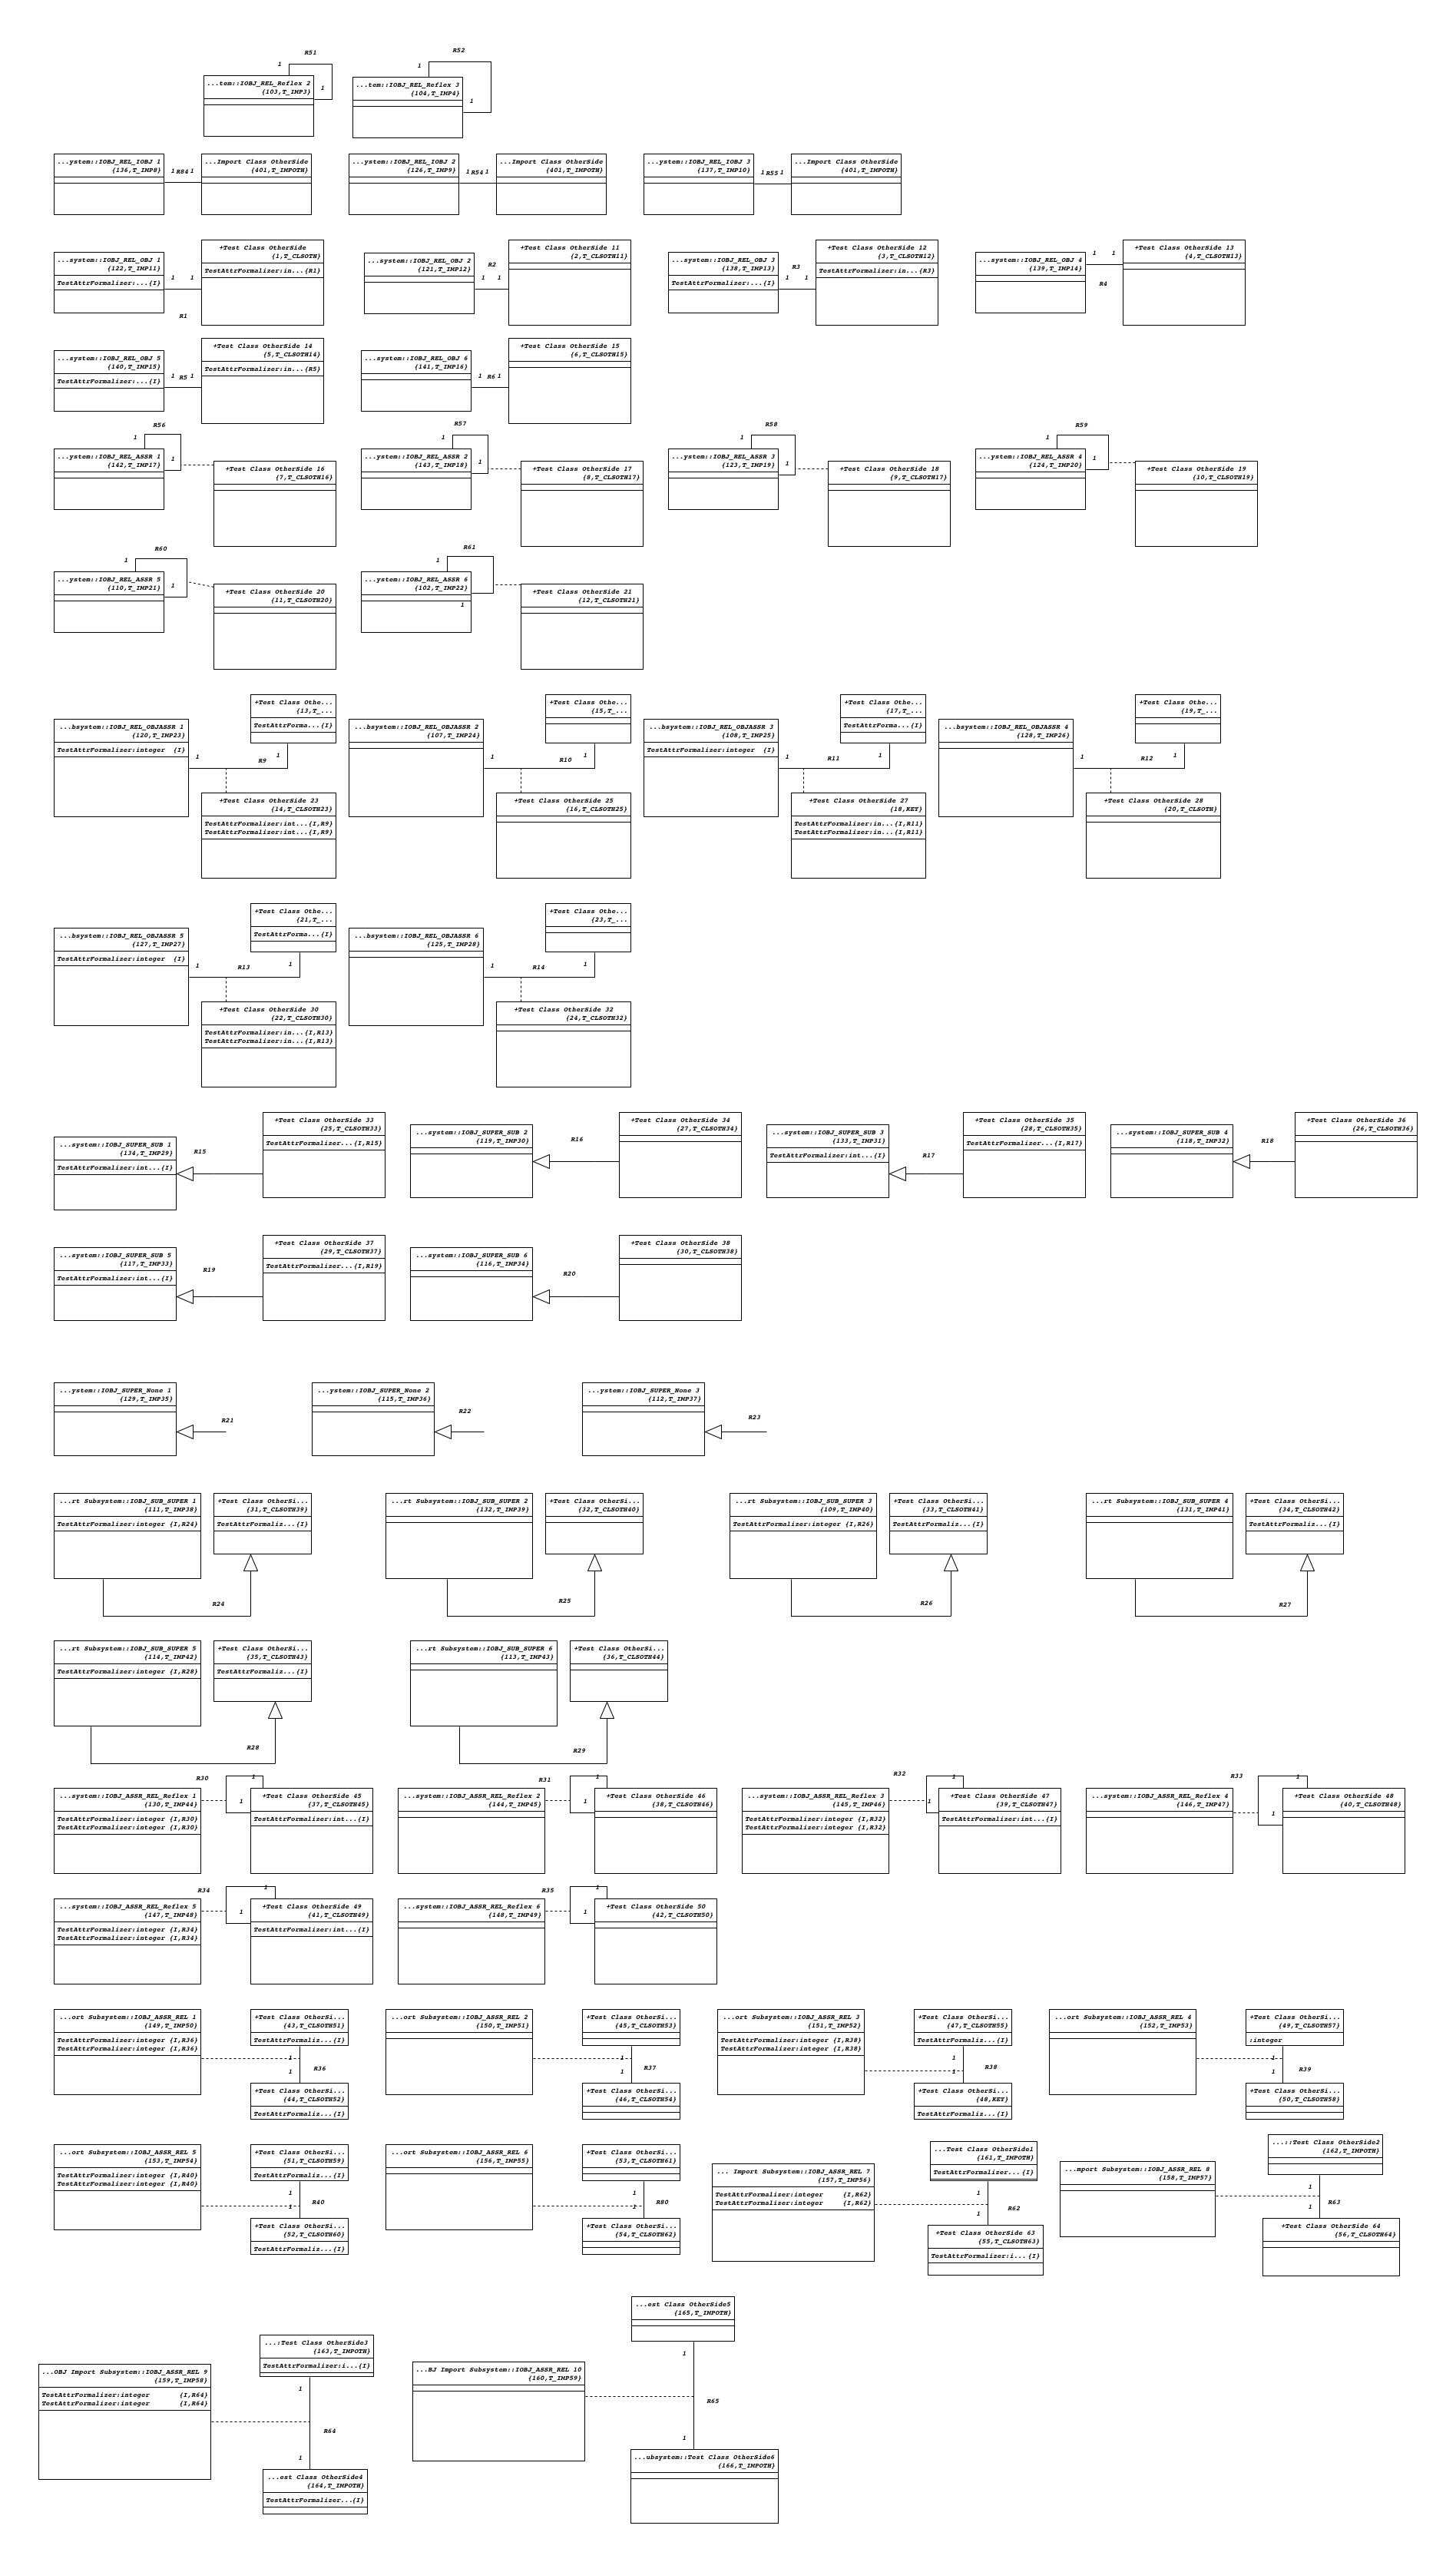 R51
1
...tem::IOBJ_REL_Reflex 2
{103,T_IMP3}
1
R52
1
...tem::IOBJ_REL_Reflex 3
{104,T_IMP4}
1
...ystem::IOBJ_REL_IOBJ 1
{136,T_IMP8}
1 R84 1
...Import Class OtherSide
{401,T_IMPOTH}
...ystem::IOBJ_REL_IOBJ 2
{126,T_IMP9}
1 R54 1
...Import Class OtherSide
{401,T_IMPOTH}
...ystem::IOBJ_REL_IOBJ 3
{137,T_IMP10}
1 R55 1
...Import Class OtherSide
{401,T_IMPOTH}
...system::IOBJ_REL_OBJ 1
{122,T_IMP11}
TestAttrFormalizer:...{I}
1 1
R1
+Test Class OtherSide
{1,T_CLSOTH}
TestAttrFormalizer:in...{R1}
...system::IOBJ_REL_OBJ 2
{121,T_IMP12}
R2
1 1
+Test Class OtherSide 11
{2,T_CLSOTH11}
...system::IOBJ_REL_OBJ 3
{138,T_IMP13}
TestAttrFormalizer:...{I}
R3
1 1
+Test Class OtherSide 12
{3,T_CLSOTH12}
TestAttrFormalizer:in...{R3}
...system::IOBJ_REL_OBJ 4
{139,T_IMP14}
1 1
R4
+Test Class OtherSide 13
{4,T_CLSOTH13}
...system::IOBJ_REL_OBJ 5
{140,T_IMP15}
TestAttrFormalizer:...{I}
1 R5 1
+Test Class OtherSide 14
{5,T_CLSOTH14}
TestAttrFormalizer:in...{R5}
...system::IOBJ_REL_OBJ 6
{141,T_IMP16}
1 R6 1
+Test Class OtherSide 15
{6,T_CLSOTH15}
R56
1
...ystem::IOBJ_REL_ASSR 1
{142,T_IMP17}
1
+Test Class OtherSide 16
{7,T_CLSOTH16}
R57
1
...ystem::IOBJ_REL_ASSR 2
{143,T_IMP18}
1
+Test Class OtherSide 17
{8,T_CLSOTH17}
R58
1
...ystem::IOBJ_REL_ASSR 3
{123,T_IMP19}
1
+Test Class OtherSide 18
{9,T_CLSOTH17}
R59
1
...ystem::IOBJ_REL_ASSR 4
{124,T_IMP20}
1
+Test Class OtherSide 19
{10,T_CLSOTH19}
R60
1
...ystem::IOBJ_REL_ASSR 5
{110,T_IMP21}
1
+Test Class OtherSide 20
{11,T_CLSOTH20}
R61
1
...ystem::IOBJ_REL_ASSR 6
{102,T_IMP22}
1
+Test Class OtherSide 21
{12,T_CLSOTH21}
...bsystem::IOBJ_REL_OBJASSR 1
{120,T_IMP23}
TestAttrFormalizer:integer {I}
+Test Class Othe...
{13,T_...
TestAttrForma...{I}
1 R9 1
+Test Class OtherSide 23
{14,T_CLSOTH23}
TestAttrFormalizer:int...{I,R9}
TestAttrFormalizer:int...{I,R9}
...bsystem::IOBJ_REL_OBJASSR 2
{107,T_IMP24}
+Test Class Othe...
{15,T_...
1 R10 1
+Test Class OtherSide 25
{16,T_CLSOTH25}
...bsystem::IOBJ_REL_OBJASSR 3
{108,T_IMP25}
TestAttrFormalizer:integer {I}
+Test Class Othe...
{17,T_...
TestAttrForma...{I}
1 R11 1
+Test Class OtherSide 27
{18,KEY}
TestAttrFormalizer:in...{I,R11}
TestAttrFormalizer:in...{I,R11}
...bsystem::IOBJ_REL_OBJASSR 4
{128,T_IMP26}
+Test Class Othe...
{19,T_...
1 R12 1
+Test Class OtherSide 28
{20,T_CLSOTH}
...bsystem::IOBJ_REL_OBJASSR 5
{127,T_IMP27}
TestAttrFormalizer:integer {I}
+Test Class Othe...
{21,T_...
TestAttrForma...{I}
1 R13 1
+Test Class OtherSide 30
{22,T_CLSOTH30}
TestAttrFormalizer:in...{I,R13}
TestAttrFormalizer:in...{I,R13}
...bsystem::IOBJ_REL_OBJASSR 6
{125,T_IMP28}
+Test Class Othe...
{23,T_...
1 R14 1
+Test Class OtherSide 32
{24,T_CLSOTH32}
...system::IOBJ_SUPER_SUB 1
{134,T_IMP29}
TestAttrFormalizer:int...{I}
R15
+Test Class OtherSide 33
{25,T_CLSOTH33}
TestAttrFormalizer...{I,R15}
...system::IOBJ_SUPER_SUB 2
{119,T_IMP30}
R16
+Test Class OtherSide 34
{27,T_CLSOTH34}
...system::IOBJ_SUPER_SUB 3
{133,T_IMP31}
TestAttrFormalizer:int...{I}
R17
+Test Class OtherSide 35
{28,T_CLSOTH35}
TestAttrFormalizer...{I,R17}
...system::IOBJ_SUPER_SUB 4
{118,T_IMP32}
R18
+Test Class OtherSide 36
{26,T_CLSOTH36}
...system::IOBJ_SUPER_SUB 5
{117,T_IMP33}
TestAttrFormalizer:int...{I}
R19
+Test Class OtherSide 37
{29,T_CLSOTH37}
TestAttrFormalizer...{I,R19}
...system::IOBJ_SUPER_SUB 6
{116,T_IMP34}
R20
+Test Class OtherSide 38
{30,T_CLSOTH38}
...ystem::IOBJ_SUPER_None 1
{129,T_IMP35}
R21
...ystem::IOBJ_SUPER_None 2
{115,T_IMP36}
R22
...ystem::IOBJ_SUPER_None 3
{112,T_IMP37}
R23
...rt Subsystem::IOBJ_SUB_SUPER 1
{111,T_IMP38}
TestAttrFormalizer:integer {I,R24}
+Test Class OtherSi...
{31,T_CLSOTH39}
TestAttrFormaliz...{I}
R24
...rt Subsystem::IOBJ_SUB_SUPER 2
{132,T_IMP39}
+Test Class OtherSi...
{32,T_CLSOTH40}
R25
...rt Subsystem::IOBJ_SUB_SUPER 3
{109,T_IMP40}
TestAttrFormalizer:integer {I,R26}
+Test Class OtherSi...
{33,T_CLSOTH41}
TestAttrFormaliz...{I}
R26
...rt Subsystem::IOBJ_SUB_SUPER 4
{131,T_IMP41}
+Test Class OtherSi...
{34,T_CLSOTH42}
TestAttrFormaliz...{I}
R27
...rt Subsystem::IOBJ_SUB_SUPER 5
{114,T_IMP42}
TestAttrFormalizer:integer {I,R28}
+Test Class OtherSi...
{35,T_CLSOTH43}
TestAttrFormaliz...{I}
R28
...rt Subsystem::IOBJ_SUB_SUPER 6
{113,T_IMP43}
+Test Class OtherSi...
{36,T_CLSOTH44}
R29
...system::IOBJ_ASSR_REL_Reflex 1
{130,T_IMP44}
TestAttrFormalizer:integer {I,R30}
TestAttrFormalizer:integer {I,R30}
R30
1
1
+Test Class OtherSide 45
{37,T_CLSOTH45}
TestAttrFormalizer:int...{I}
...system::IOBJ_ASSR_REL_Reflex 2
{144,T_IMP45}
R31
1
1
+Test Class OtherSide 46
{38,T_CLSOTH46}
...system::IOBJ_ASSR_REL_Reflex 3
{145,T_IMP46}
TestAttrFormalizer:integer {I,R32}
TestAttrFormalizer:integer {I,R32}
R32
1
1
+Test Class OtherSide 47
{39,T_CLSOTH47}
TestAttrFormalizer:int...{I}
...system::IOBJ_ASSR_REL_Reflex 4
{146,T_IMP47}
R33
1
1
+Test Class OtherSide 48
{40,T_CLSOTH48}
...system::IOBJ_ASSR_REL_Reflex 5
{147,T_IMP48}
TestAttrFormalizer:integer {I,R34}
TestAttrFormalizer:integer {I,R34}
R34
1
1
+Test Class OtherSide 49
{41,T_CLSOTH49}
TestAttrFormalizer:int...{I}
...system::IOBJ_ASSR_REL_Reflex 6
{148,T_IMP49}
R35
1
1
+Test Class OtherSide 50
{42,T_CLSOTH50}
...ort Subsystem::IOBJ_ASSR_REL 1
{149,T_IMP50}
TestAttrFormalizer:integer {I,R36}
TestAttrFormalizer:integer {I,R36}
+Test Class OtherSi...
{43,T_CLSOTH51}
TestAttrFormaliz...{I}
1
1
R36
+Test Class OtherSi...
{44,T_CLSOTH52}
TestAttrFormaliz...{I}
...ort Subsystem::IOBJ_ASSR_REL 2
{150,T_IMP51}
+Test Class OtherSi...
{45,T_CLSOTH53}
1
1
R37
+Test Class OtherSi...
{46,T_CLSOTH54}
...ort Subsystem::IOBJ_ASSR_REL 3
{151,T_IMP52}
TestAttrFormalizer:integer {I,R38}
TestAttrFormalizer:integer {I,R38}
+Test Class OtherSi...
{47,T_CLSOTH55}
TestAttrFormaliz...{I}
1
1
R38
+Test Class OtherSi...
{48,KEY}
TestAttrFormaliz...{I}
...ort Subsystem::IOBJ_ASSR_REL 4
{152,T_IMP53}
+Test Class OtherSi...
{49,T_CLSOTH57}
:integer
1
1
R39
+Test Class OtherSi...
{50,T_CLSOTH58}
...ort Subsystem::IOBJ_ASSR_REL 5
{153,T_IMP54}
TestAttrFormalizer:integer {I,R40}
TestAttrFormalizer:integer {I,R40}
+Test Class OtherSi...
{51,T_CLSOTH59}
TestAttrFormaliz...{I}
1
1
R40
+Test Class OtherSi...
{52,T_CLSOTH60}
TestAttrFormaliz...{I}
...ort Subsystem::IOBJ_ASSR_REL 6
{156,T_IMP55}
+Test Class OtherSi...
{53,T_CLSOTH61}
1
1
R80
+Test Class OtherSi...
{54,T_CLSOTH62}
... Import Subsystem::IOBJ_ASSR_REL 7
{157,T_IMP56}
TestAttrFormalizer:integer {I,R62}
TestAttrFormalizer:integer {I,R62}
...Test Class OtherSide1
{161,T_IMPOTH}
TestAttrFormalizer...{I}
1
1
R62
+Test Class OtherSide 63
{55,T_CLSOTH63}
TestAttrFormalizer:i...{I}
...mport Subsystem::IOBJ_ASSR_REL 8
{158,T_IMP57}
...::Test Class OtherSide2
{162,T_IMPOTH}
1
1
R63
+Test Class OtherSide 64
{56,T_CLSOTH64}
...OBJ Import Subsystem::IOBJ_ASSR_REL 9
{159,T_IMP58}
TestAttrFormalizer:integer {I,R64}
TestAttrFormalizer:integer {I,R64}
...:Test Class OtherSide3
{163,T_IMPOTH}
TestAttrFormalizer:i...{I}
1
R64
1
...est Class OtherSide4
{164,T_IMPOTH}
TestAttrFormalizer...{I}
...BJ Import Subsystem::IOBJ_ASSR_REL 10
{160,T_IMP59}
...est Class OtherSide5
{165,T_IMPOTH}
1
R65
1
...ubsystem::Test Class OtherSide6
{166,T_IMPOTH}